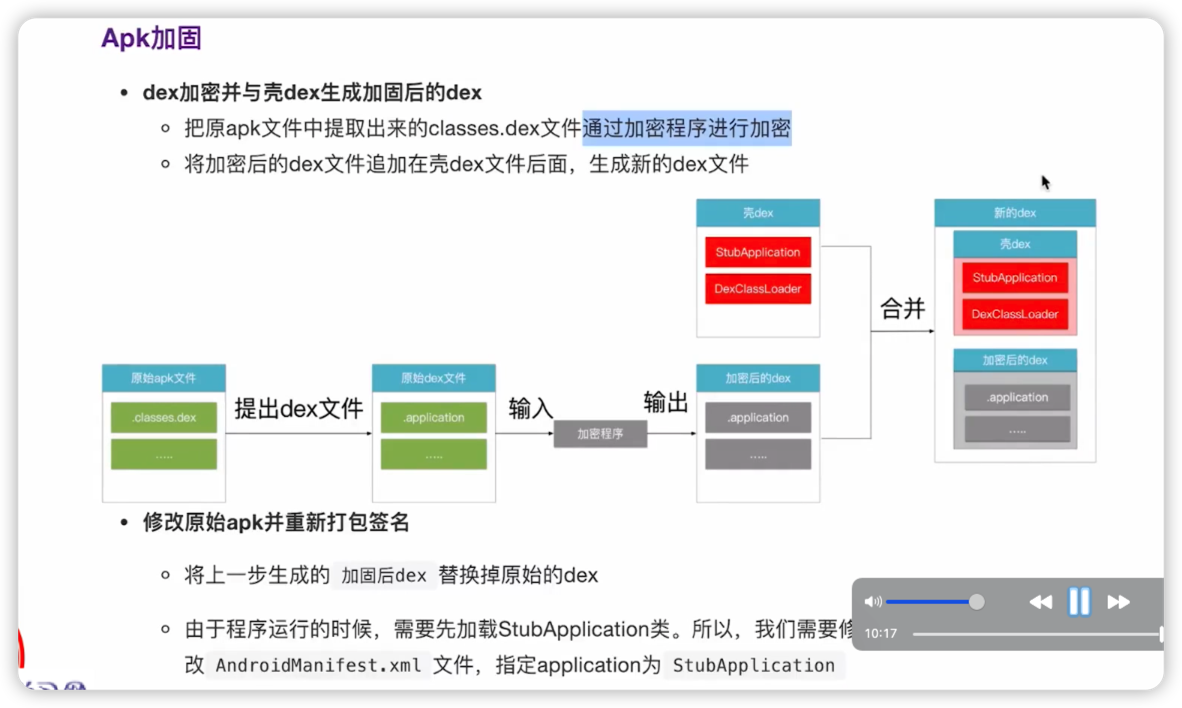 Apk加固
dex加密并与壳dex生成加固后的dex
把原apk文件中提取出来的classes.dex文件通过加密程序进行加密
将加密后的dex文件追加在壳dex文件后面，生成新的dex文件
壳dex
StubApplication
DexClassLoader
新的dex
壳dex
StubApplication
DexClassLoader
合并
原始apk文件
.classes.dex
.....
提出dex文件
原始dex文件
.application
.....
输入
加密程序
输出
加密后的dex
.application
.....
加密后的dex
.application
.....
修改原始apk并重新打包签名
将上一步生成的 加固后dex 替换掉原始的dex
由于程序运行的时候，需要先加载StubApplication类。所以，我们需要修
改 AndroidManifest.xml 文件，指定application为 StubApplication
10:17